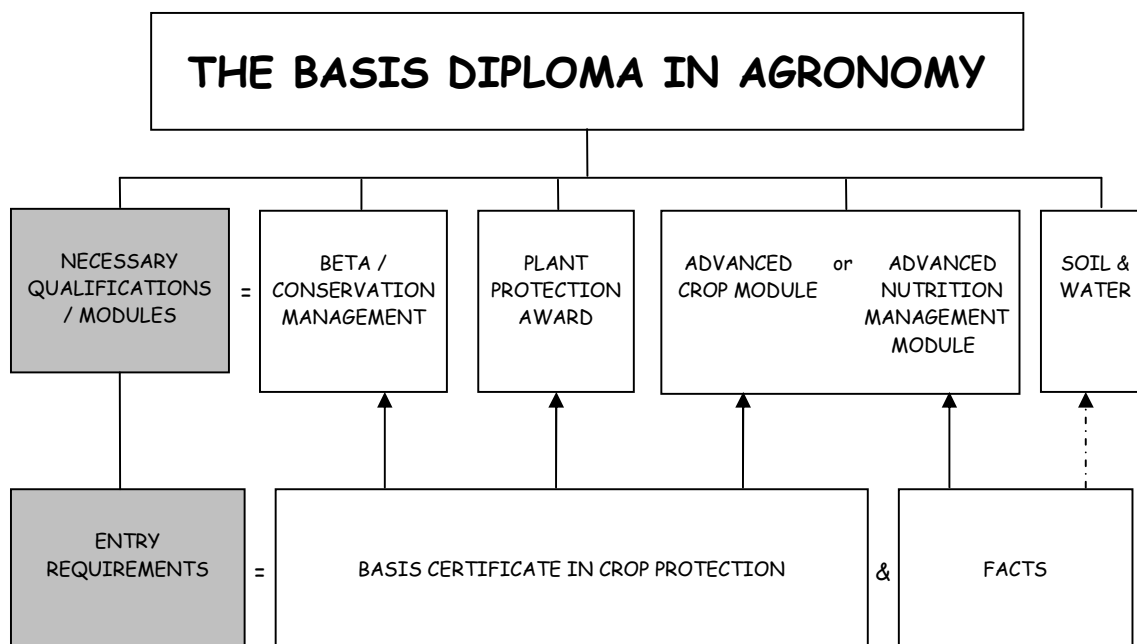 THE BASIS DIPLOMA IN AGRONOMY
NECESSARY
QUALIFICATIONS
/ MODULES
=
BETA /
CONSERVATION
MANAGEMENT
PLANT
PROTECTION
AWARD
ADVANCED
CROP MODULE
or
ADVANCED
NUTRITION
MANAGEMENT
MODULE
SOIL &
WATER
ENTRY
REQUIREMENTS
=
BASIS CERTIFICATE IN CROP PROTECTION
&
FACTS